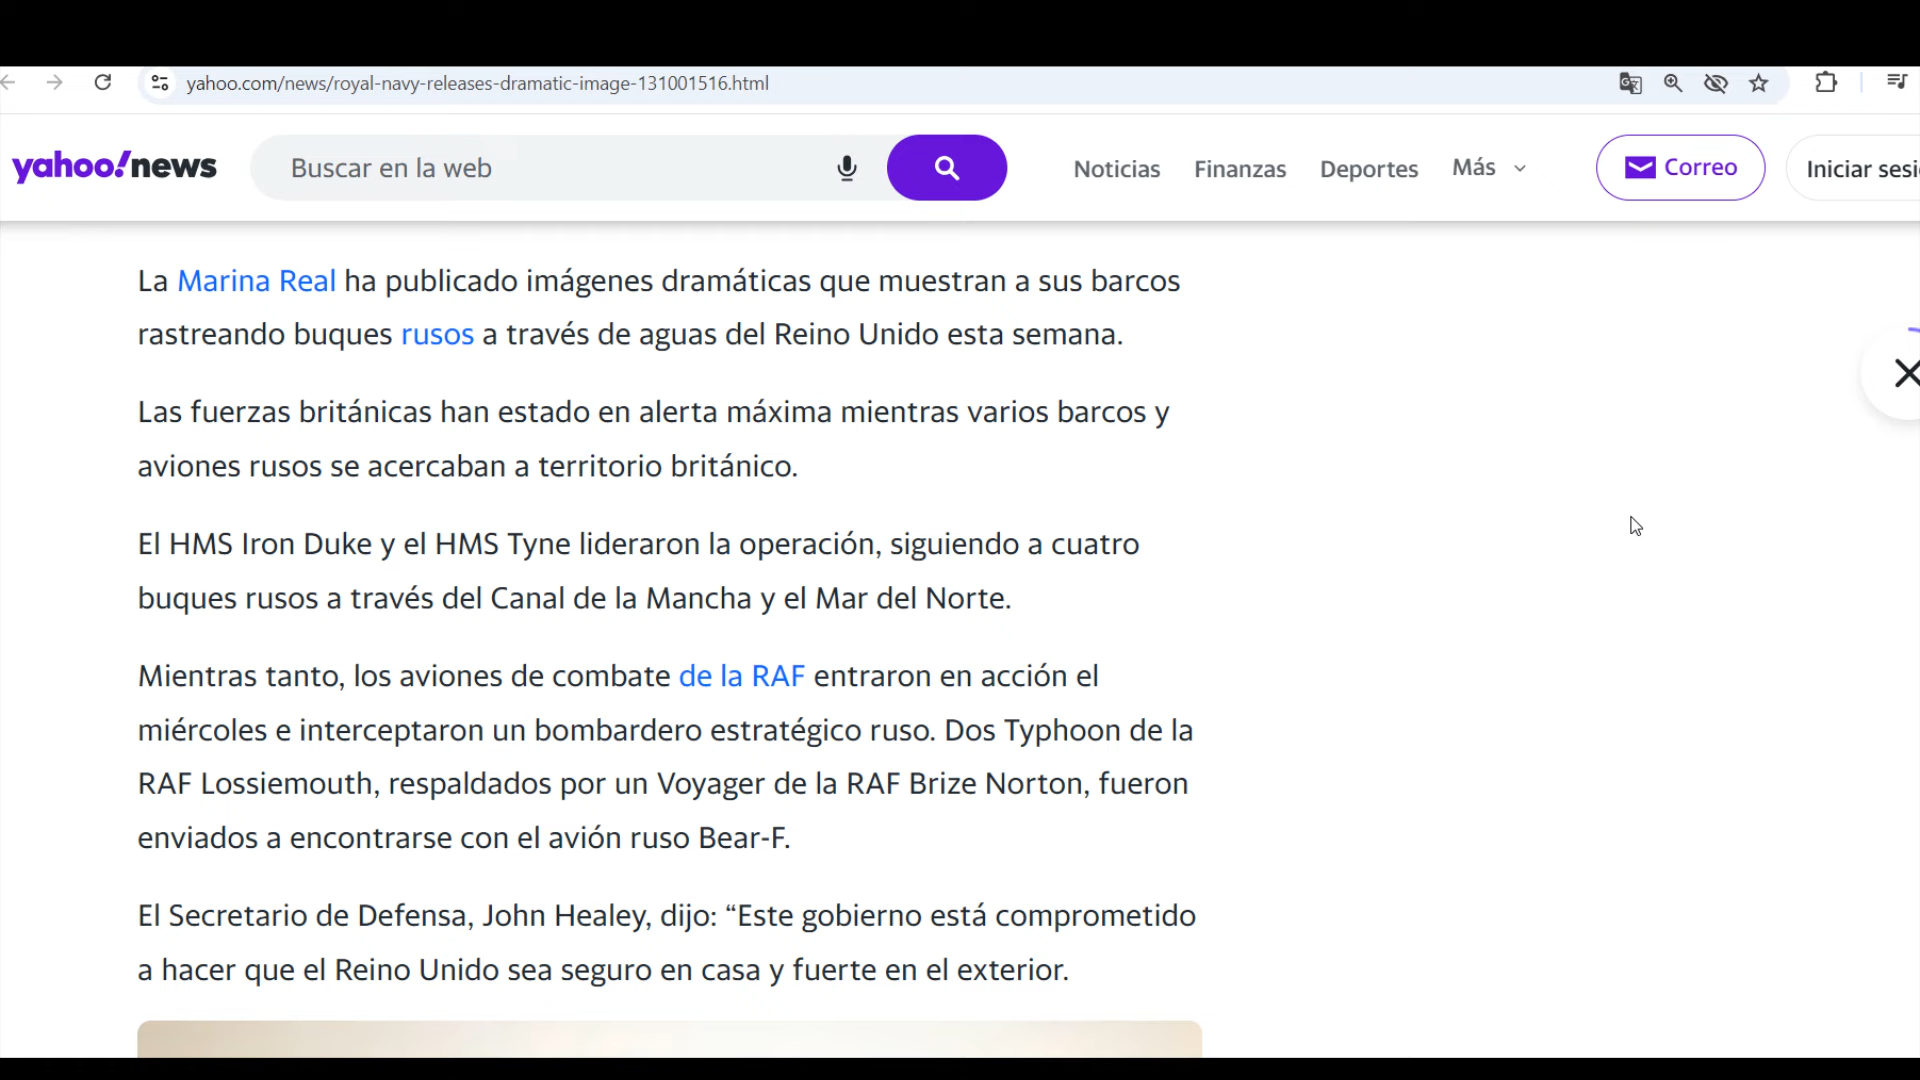 yahoo.com/news/royal-navy-releases-dramatic-image-131001516.html
yahoo!news
Buscar en la web
Noticias
Finanzas
Deportes
Más
Correo
Iniciar sesi
La Marina Real ha publicado imágenes dramáticas que muestran a sus barcos
rastreando buques rusos a través de aguas del Reino Unido esta semana.
Las fuerzas británicas han estado en alerta máxima mientras varios barcos y
aviones rusos se acercaban a territorio británico.
El HMS Iron Duke y el HMS Tyne lideraron la operación, siguiendo a cuatro
buques rusos a través del Canal de la Mancha y el Mar del Norte.
Mientras tanto, los aviones de combate de la RAF entraron en acción el
miércoles e interceptaron un bombardero estratégico ruso. Dos Typhoon de la
RAF Lossiemouth, respaldados por un Voyager de la RAF Brize Norton, fueron
enviados a encontrarse con el avión ruso Bear-F.
El Secretario de Defensa, John Healey, dijo: “Este gobierno está comprometido
a hacer que el Reino Unido sea seguro en casa y fuerte en el exterior.